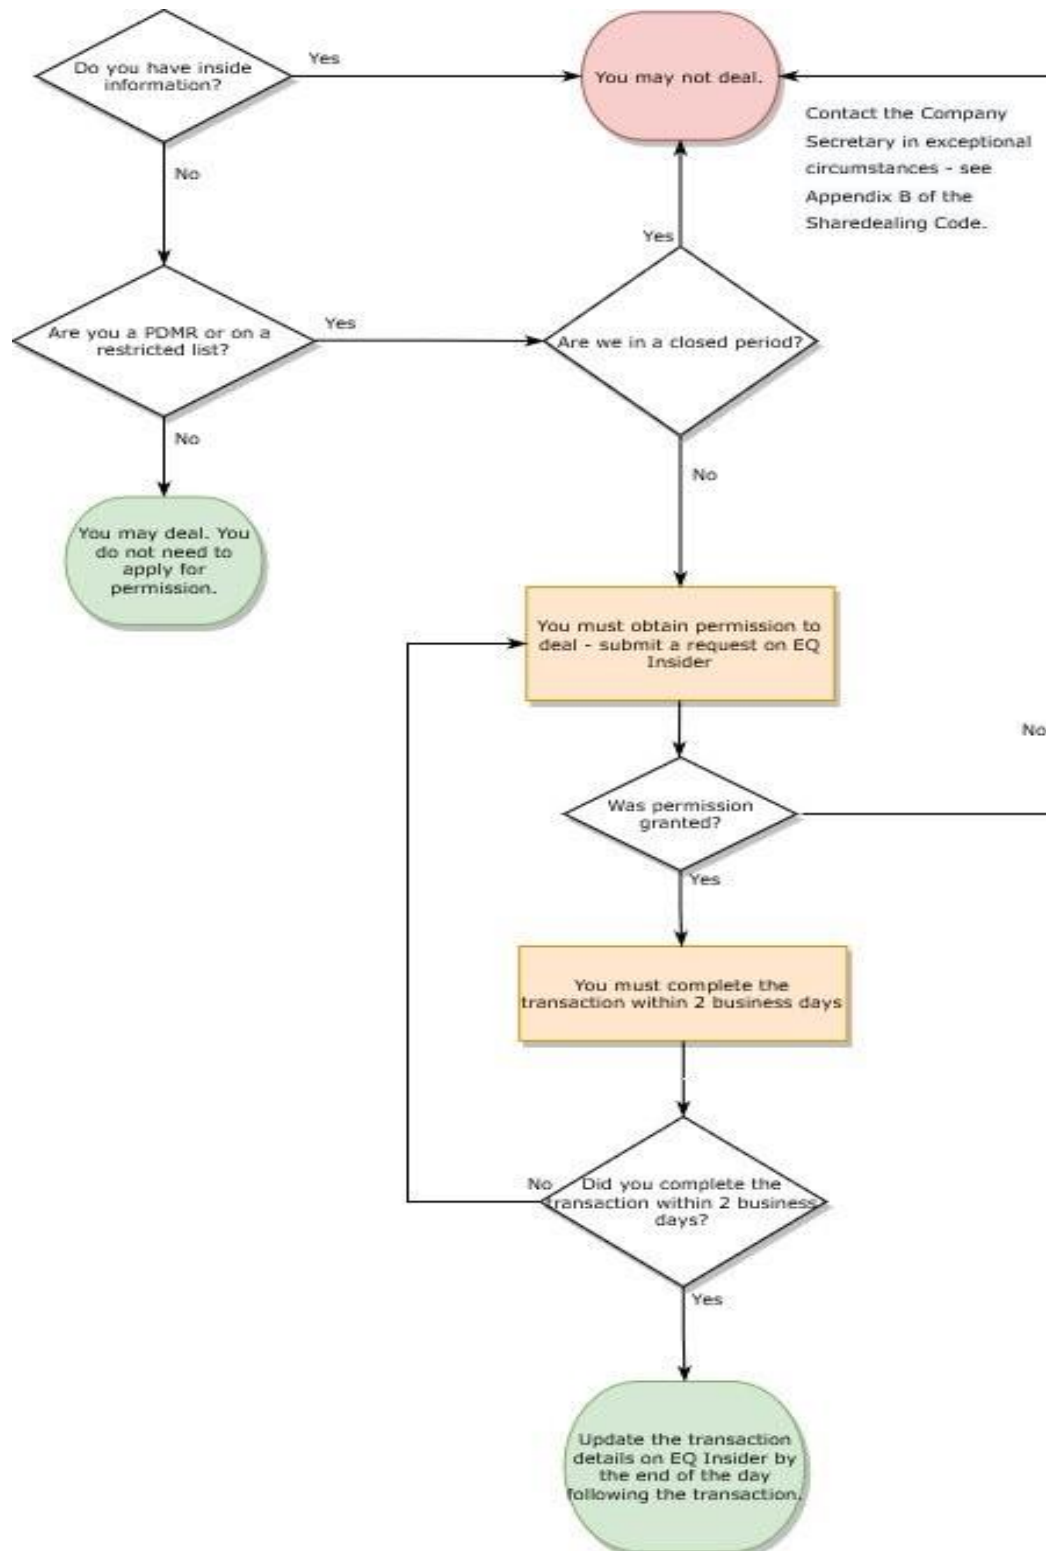 Do you have inside
information?
Yes
You may not deal.
Contact the Company
Secretary in exceptional
circumstances - see
Appendix B of the
Sharedealing Code.
No
Yes
Are you a PDMR or on a
restricted list?
Yes
Are we in a closed period?
No
No
You may deal. You
do not need to
apply for
permission.
You must obtain permission to
deal - submit a request on EQ
Insider
No
Was permission
granted?
Yes
You must complete the
transaction within 2 business days
No
Did you complete the
transaction within 2 business
days?
Yes
Update the transaction
details on EQ Insider by
the end of the day
following the transaction.